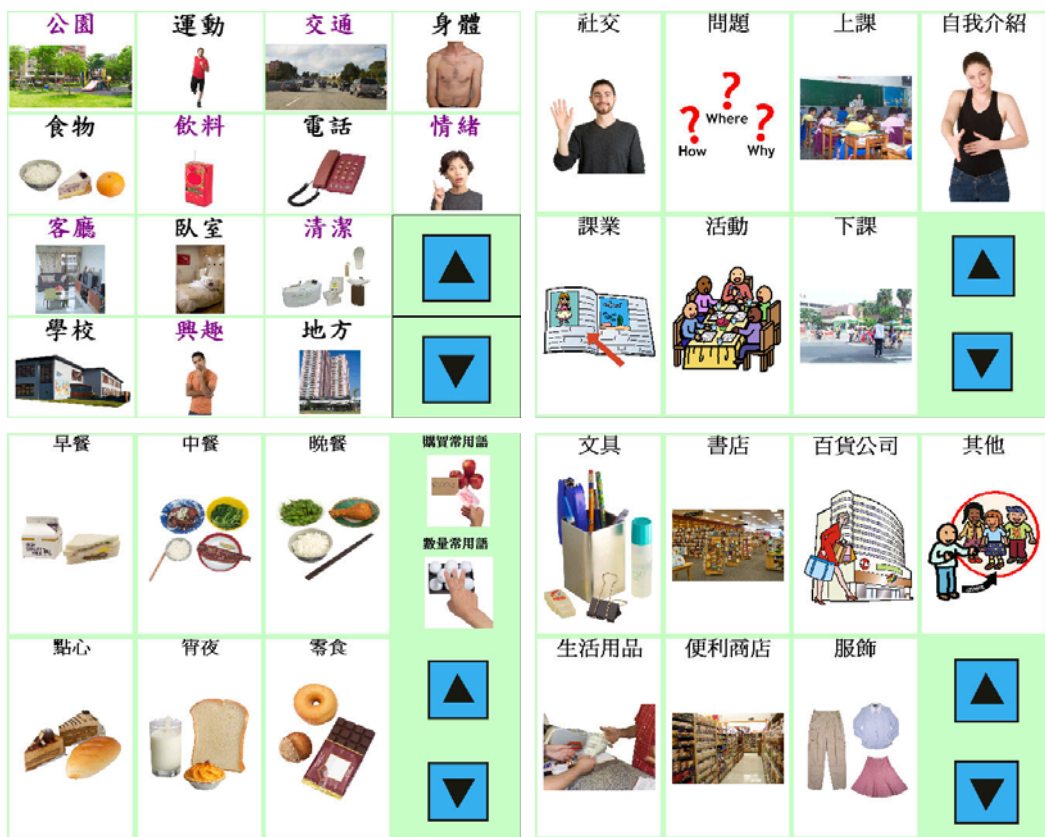 公園 運動 交通 身體
食物 飲料 電話 情緒
客廳 臥室 清潔
學校 興趣 地方
社交 問題 上課 自我介紹
?
? Where ?
How Why
課業 活動 下課
早餐 中餐 晚餐 購買常用語
數量常用語
點心 宵夜 零食
文具 書店 百貨公司 其他
生活用品 便利商店 服飾